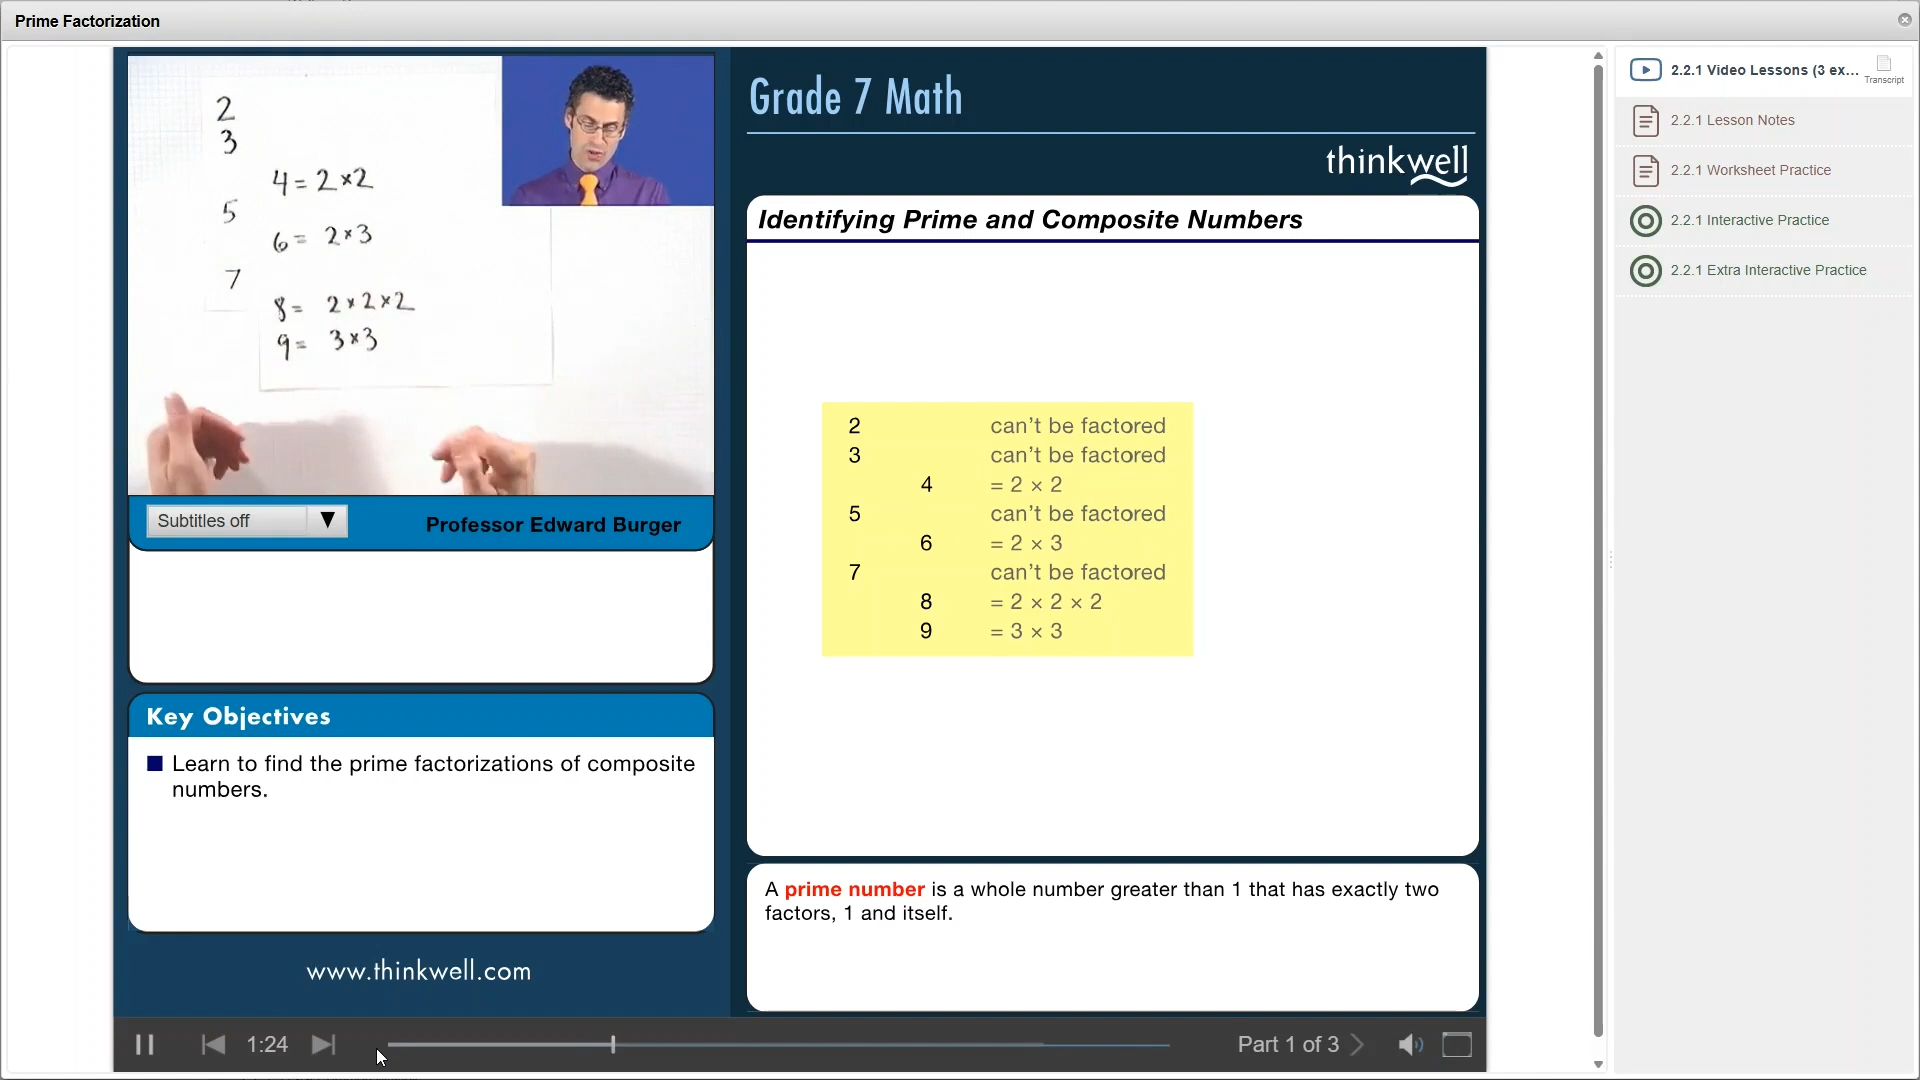 Prime Factorization
2
3
4 = 2 × 2
5
6 = 2 × 3
7
8 = 2 × 2 × 2
9 = 3 × 3
Subtitles off ▼
Professor Edward Burger
Key Objectives
Learn to find the prime factorizations of composite
numbers.
www.thinkwell.com
Grade 7 Math
thinkwell
Identifying Prime and Composite Numbers
2 can't be factored
3 can't be factored
4 = 2 × 2
5 can't be factored
6 = 2 × 3
7 can't be factored
8 = 2 × 2 × 2
9 = 3 × 3
A prime number is a whole number greater than 1 that has exactly two
factors, 1 and itself.
1:24
Part 1 of 3
2.2.1 Video Lessons (3 ex...
Transcript
2.2.1 Lesson Notes
2.2.1 Worksheet Practice
2.2.1 Interactive Practice
2.2.1 Extra Interactive Practice